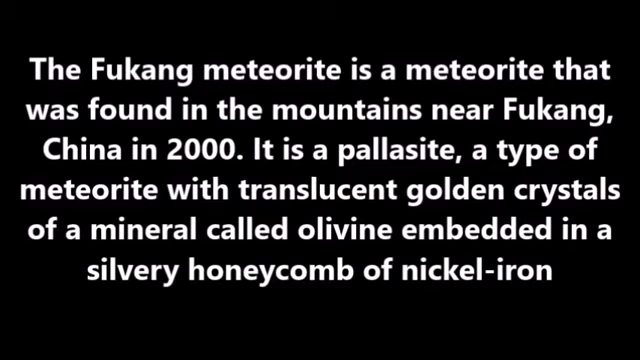 The Fukang meteorite is a meteorite that
was found in the mountains near Fukang,
China in 2000. It is a pallasite, a type of
meteorite with translucent golden crystals
of a mineral called olivine embedded in a
silvery honeycomb of nickel-iron